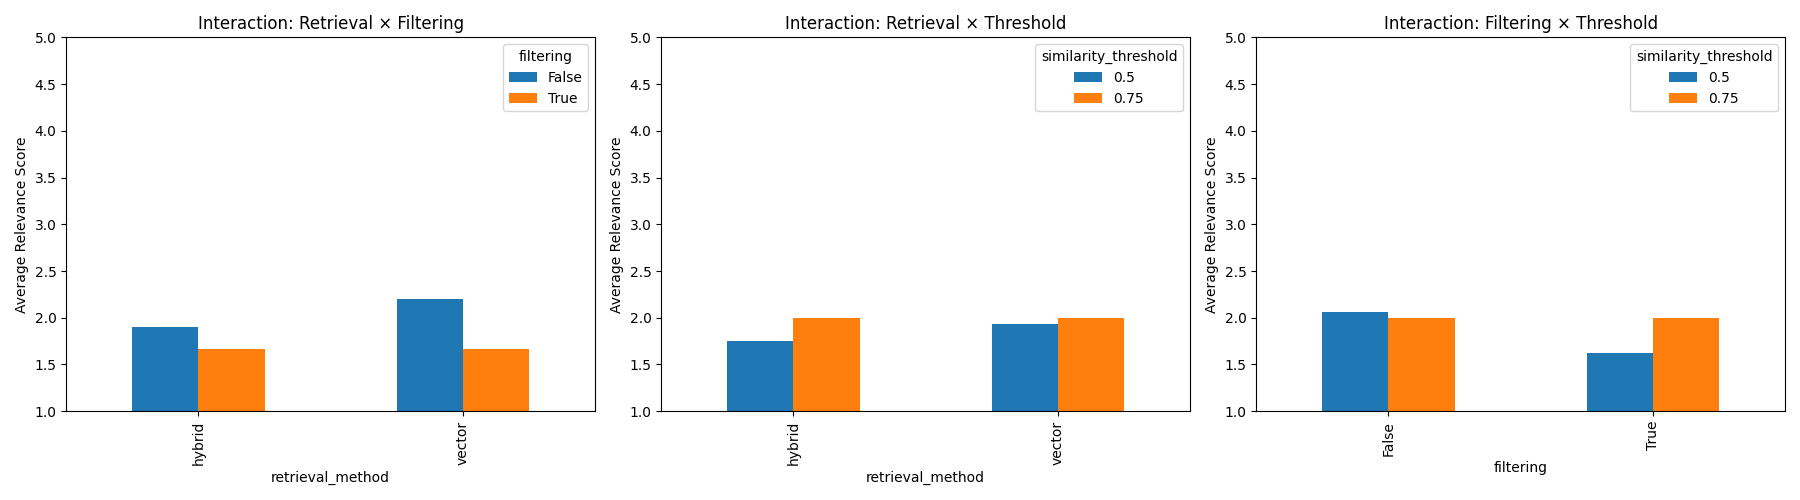 Interaction: Retrieval × Filtering
Average Relevance Score
5.0
4.5
4.0
3.5
3.0
2.5
2.0
1.5
1.0
filtering
False
True
hybrid
vector
retrieval_method
Interaction: Retrieval × Threshold
Average Relevance Score
5.0
4.5
4.0
3.5
3.0
2.5
2.0
1.5
1.0
similarity_threshold
0.5
0.75
hybrid
vector
retrieval_method
Interaction: Filtering × Threshold
Average Relevance Score
5.0
4.5
4.0
3.5
3.0
2.5
2.0
1.5
1.0
similarity_threshold
0.5
0.75
False
True
filtering